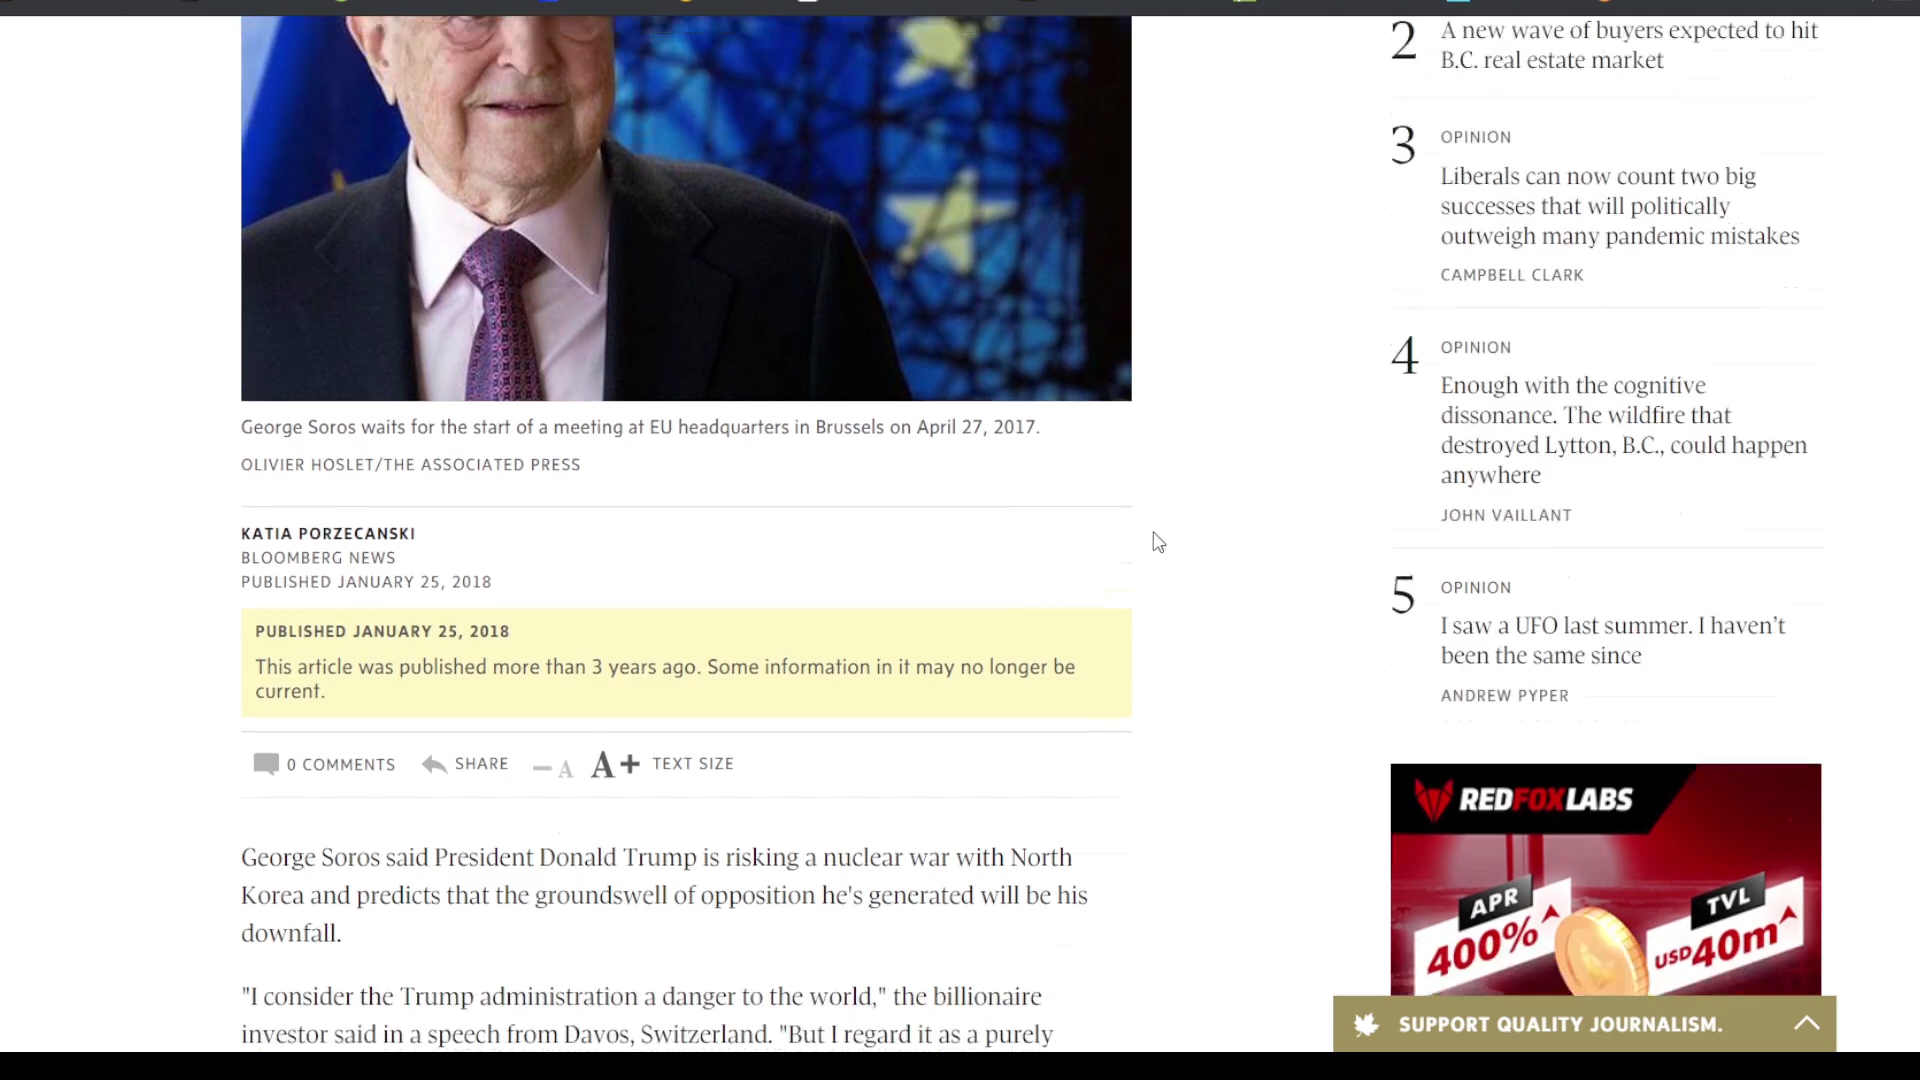 George Soros waits for the start of a meeting at EU headquarters in Brussels on April 27, 2017.
OLIVIER HOSLET/THE ASSOCIATED PRESS
KATIA PORZECANSKI
BLOOMBERG NEWS
PUBLISHED JANUARY 25, 2018
PUBLISHED JANUARY 25, 2018
This article was published more than 3 years ago. Some information in it may no longer be
current.
0 COMMENTS SHARE – A A+ TEXT SIZE
George Soros said President Donald Trump is risking a nuclear war with North
Korea and predicts that the groundswell of opposition he's generated will be his
downfall.
"I consider the Trump administration a danger to the world," the billionaire
investor said in a speech from Davos, Switzerland. "But I regard it as a purely
2
A new wave of buyers expected to hit
B.C. real estate market
3
OPINION
Liberals can now count two big
successes that will politically
outweigh many pandemic mistakes
CAMPBELL CLARK
4
OPINION
Enough with the cognitive
dissonance. The wildfire that
destroyed Lytton, B.C., could happen
anywhere
JOHN VAILLANT
5
OPINION
I saw a UFO last summer. I haven't
been the same since
ANDREW PYPER
REDFOXLABS
APR
400%
TVL
USD40m
SUPPORT QUALITY JOURNALISM.